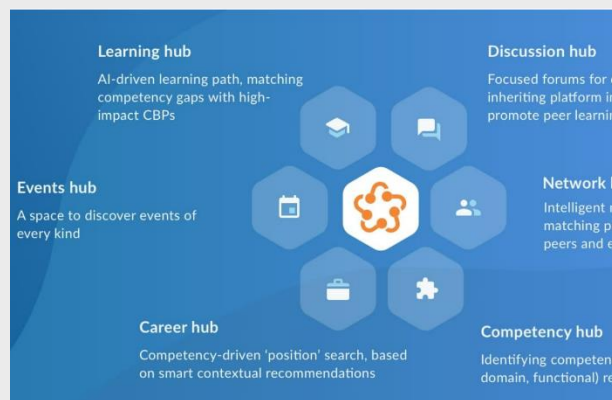 Learning hub
AI-driven learning path, matching
competency gaps with high-
impact CBPs
Discussion hub
Focused forums for
inheriting platform
promote peer
Events hub
A space to discover events of
every kind
Network
Intelligent
matching
peers and
Career hub
Competency-driven 'position' search, based
on smart contextual recommendations
Competency hub
Identifying
domain, functional)